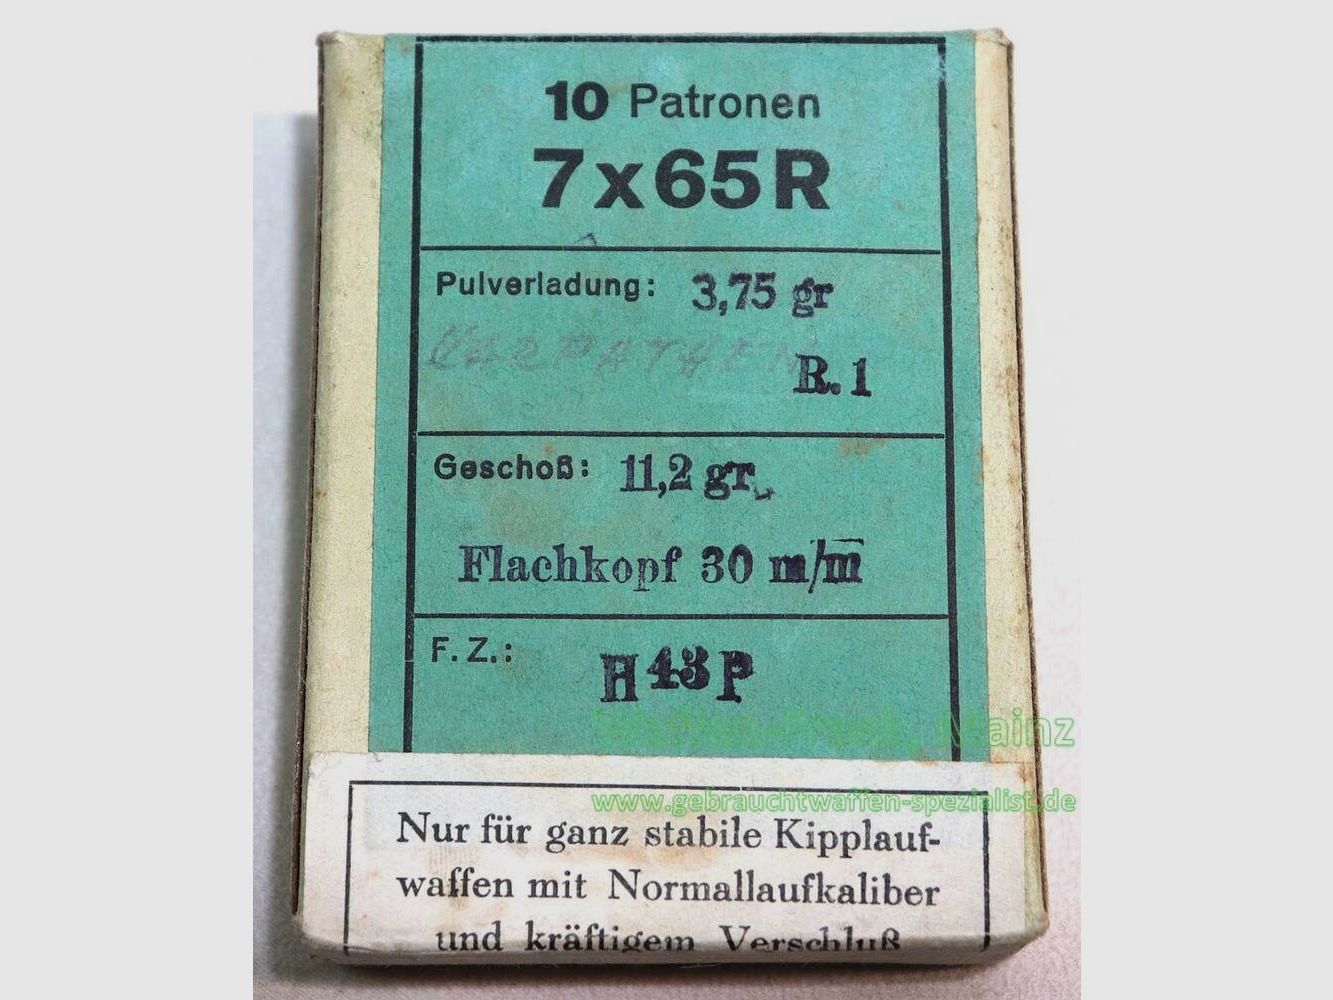 10 Patronen
7x65R
Pulverladung: 3,75 gr
R. 1
Geschoß: 11,2 gr.
Flachkopf 30 m/m
F. Z.: H 43 P
Waffen-Frank, Mainz
www.gebrauchtwaffen-spezialist.de
Nur für ganz stabile Kipplauf-
waffen mit Normallaufkaliber
und kräftigem Verschluß